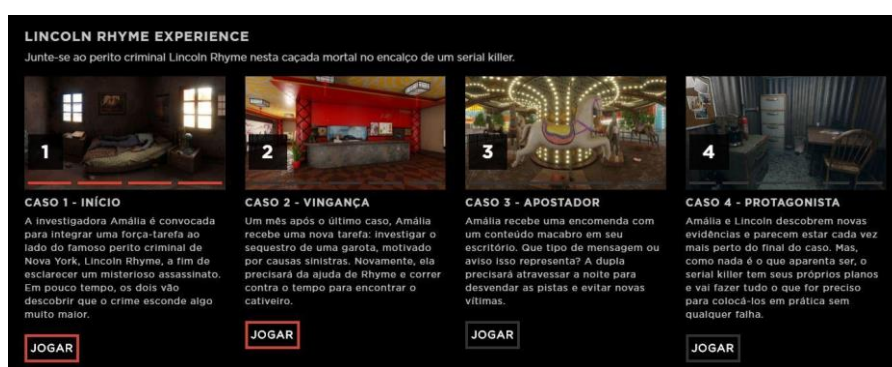 LINCOLN RHYME EXPERIENCE
Junte-se ao perito criminal Lincoln Rhyme nesta caçada mortal no encalço de um serial killer.
1
CASO 1 - INÍCIO
A investigadora Amália é convocada
para integrar uma força-tarefa ao
lado do famoso perito criminal de
Nova York, Lincoln Rhyme, a fim de
esclarecer um misterioso assassinato.
Em pouco tempo, os dois vão
descobrir que o crime esconde algo
muito maior.
JOGAR
2
CASO 2 - VINGANÇA
Um mês após o último caso, Amália
recebe uma nova tarefa: investigar o
sequestro de uma garota, motivado
por causas sinistras. Novamente, ela
precisará da ajuda de Rhyme e correr
contra o tempo para encontrar o
cativeiro.
JOGAR
3
CASO 3 - APOSTADOR
Amália recebe uma encomenda com
um conteúdo macabro em seu
escritório. Que tipo de mensagem ou
aviso isso representa? A dupla
precisará atravessar a noite para
desvendar as pistas e evitar novas
vítimas.
JOGAR
4
CASO 4 - PROTAGONISTA
Amália e Lincoln descobrem novas
evidências e parecem estar cada vez
mais perto do final do caso. Mas,
como nada é o que aparenta ser, o
serial killer tem seus próprios planos
e vai fazer tudo o que for preciso
para colocá-los em prática sem
qualquer falha.
JOGAR